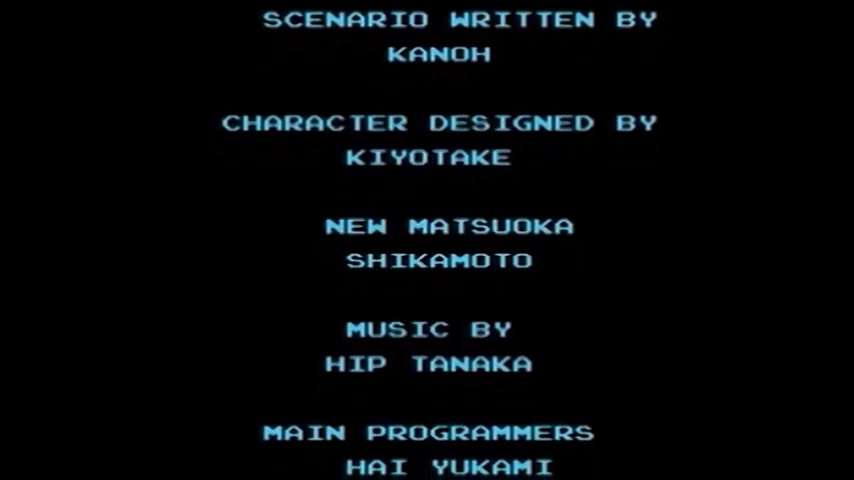 SCENARIO WRITTEN BY
KANOH
CHARACTER DESIGNED BY
KIYOTAKE
NEW MATSUOKA
SHIKAMOTO
MUSIC BY
HIP TANAKA
MAIN PROGRAMMERS
HAI YUKAMI